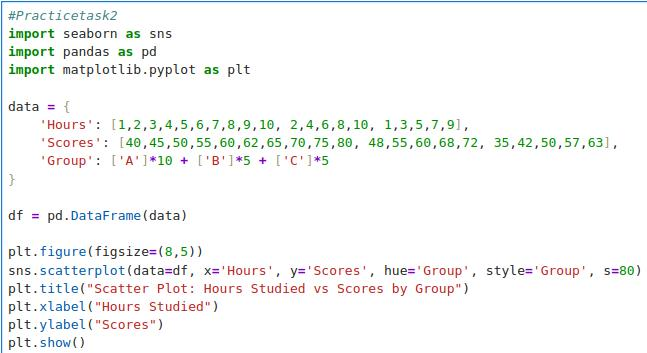 #Practicetask2
import seaborn as sns
import pandas as pd
import matplotlib.pyplot as plt

data = {
    'Hours': [1,2,3,4,5,6,7,8,9,10, 2,4,6,8,10, 1,3,5,7,9],
    'Scores': [40,45,50,55,60,62,65,70,75,80, 48,55,60,68,72, 35,42,50,57,63],
    'Group': ['A']*10 + ['B']*5 + ['C']*5
}

df = pd.DataFrame(data)

plt.figure(figsize=(8,5))
sns.scatterplot(data=df, x='Hours', y='Scores', hue='Group', style='Group', s=80)
plt.title("Scatter Plot: Hours Studied vs Scores by Group")
plt.xlabel("Hours Studied")
plt.ylabel("Scores")
plt.show()